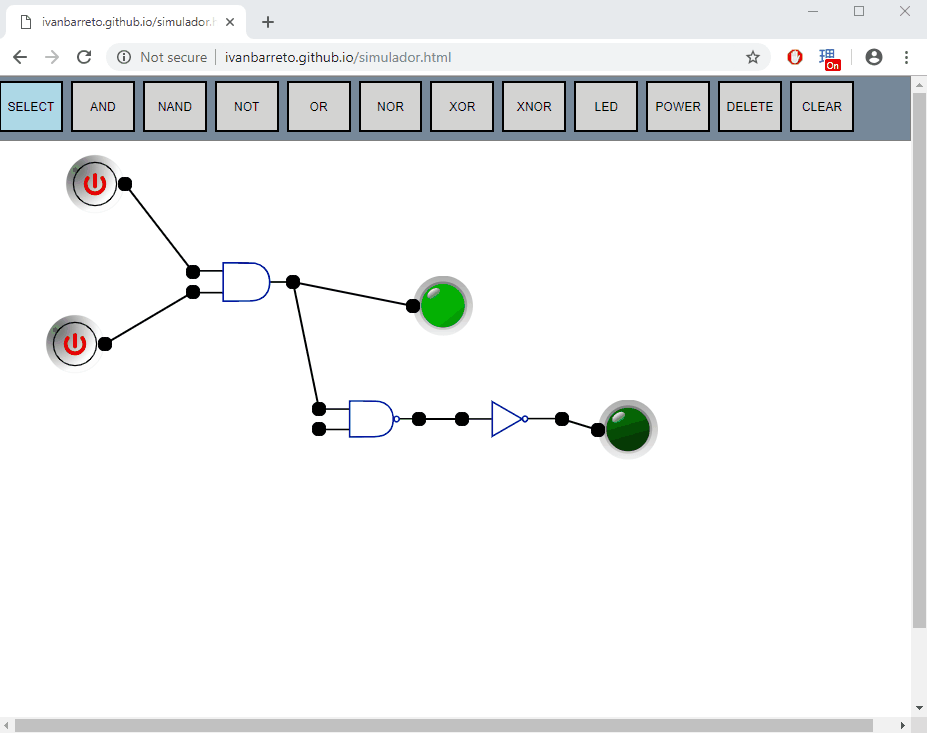 ivanbarreto.github.io/simulador.h
Not secure
ivanbarreto.github.io/simulador.html
On
SELECT
AND
NAND
NOT
OR
NOR
XOR
XNOR
LED
POWER
DELETE
CLEAR